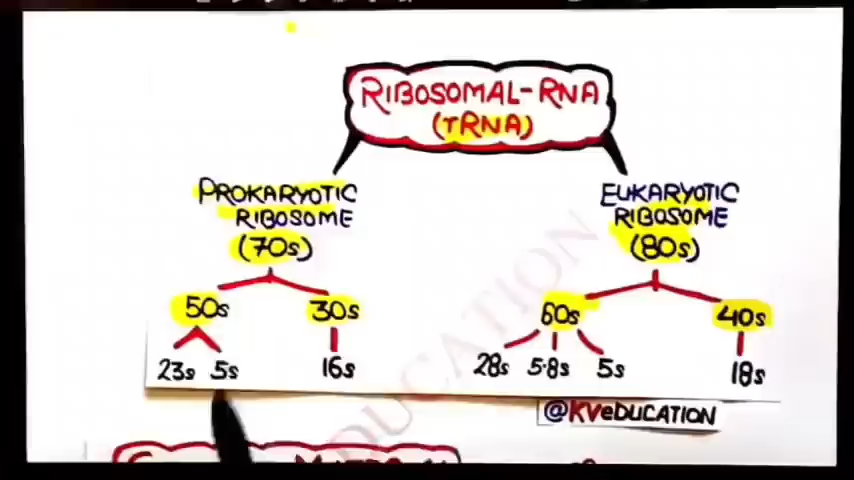 RIBOSOMAL-RNA
(rRNA)
PROKARYOTIC
RIBOSOME
(70s)
EUKARYOTIC
RIBOSOME
(80s)
50s
30s
60s
40s
23s 5s
16s
28s 5.8s 5s
18s
@KVeDUCATION
EDUCATION